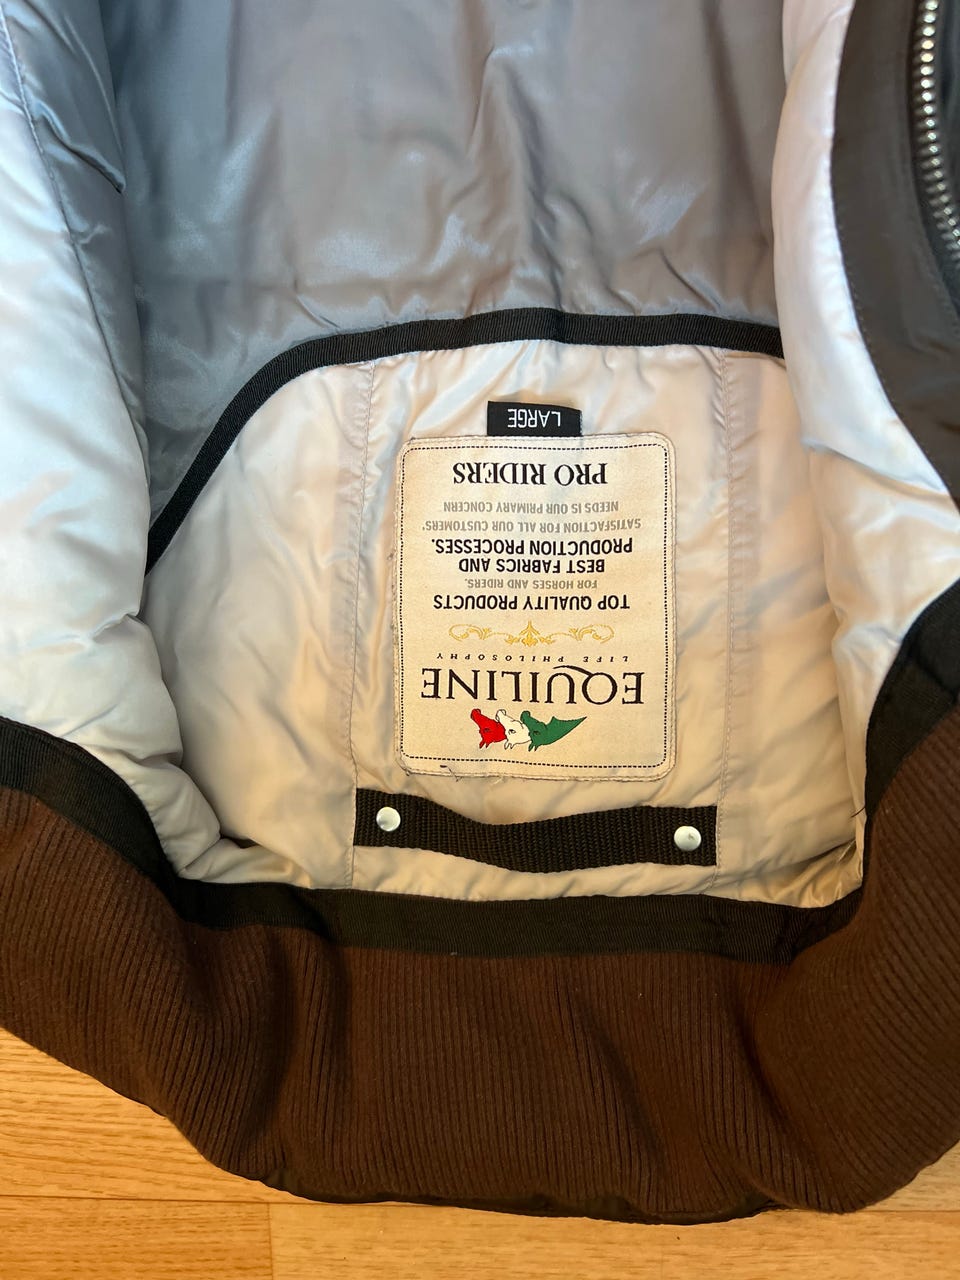 EQUILINE
LIFE PHILOSOPHY
TOP QUALITY PRODUCTS
FOR HORSES AND RIDERS.
BEST FABRICS AND
PRODUCTION PROCESSES.
SATISFACTION FOR ALL OUR CUSTOMERS'
NEEDS IS OUR PRIMARY CONCERN
PRO RIDERS
LARGE